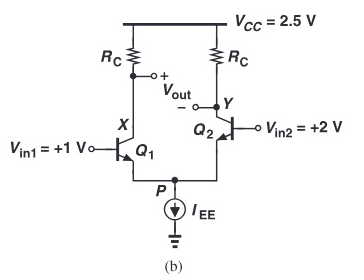 V_CC = 2.5 V
R_C
R_C
+
V_out
−
Y
X
Q_1
Q_2
V_in1 = +1 V
V_in2 = +2 V
P
I_EE
(b)